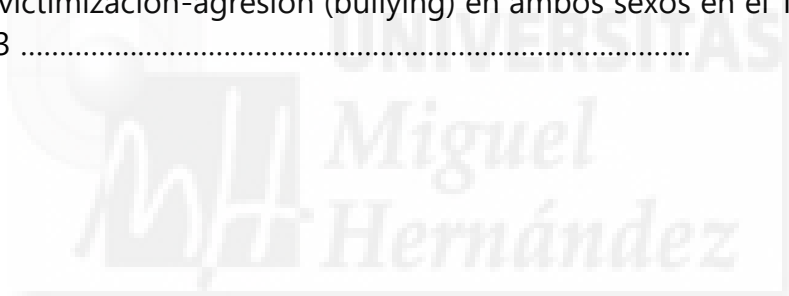 victimización-agresión (bullying) en ambos sexos en el
3 ...............................................................................
UNIVERSITAS
Miguel
Hernández